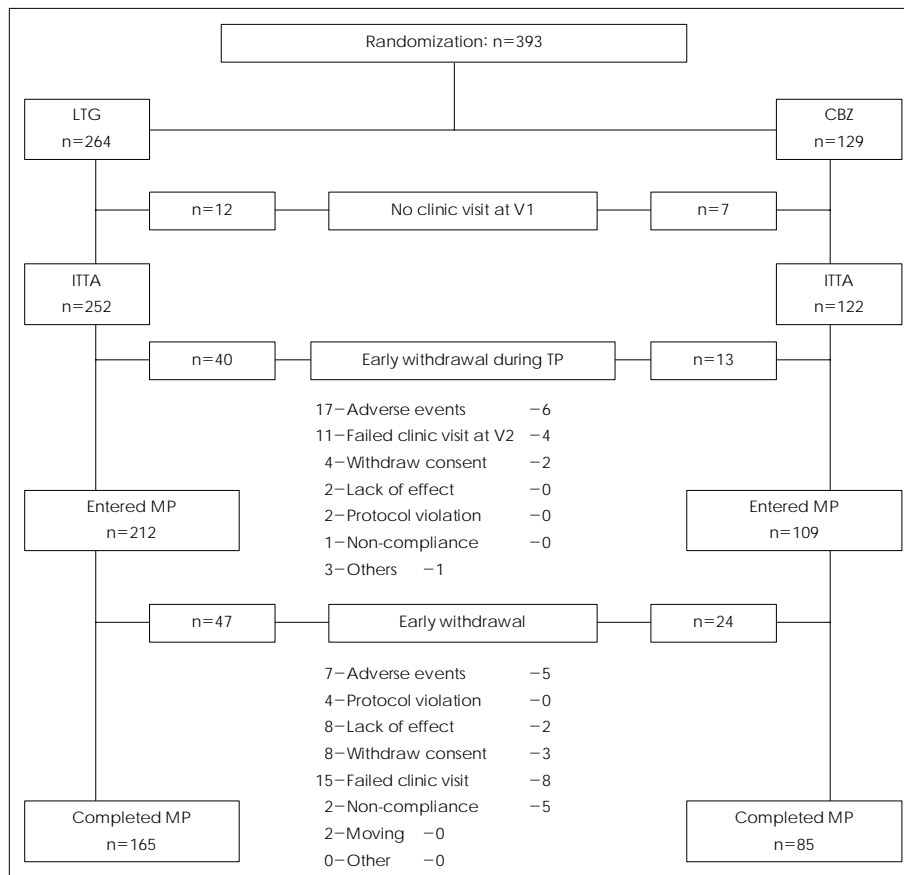 Randomization: n=393
LTG
n=264
CBZ
n=129
n=12
No clinic visit at V1
n=7
ITTA
n=252
ITTA
n=122
n=40
Early withdrawal during TP
n=13
17-Adverse events -6
11-Failed clinic visit at V2 -4
4-Withdraw consent -2
2-Lack of effect -0
2-Protocol violation -0
1-Non-compliance -0
3-Others -1
Entered MP
n=212
Entered MP
n=109
n=47
Early withdrawal
n=24
7-Adverse events -5
4-Protocol violation -0
8-Lack of effect -2
8-Withdraw consent -3
15-Failed clinic visit -8
2-Non-compliance -5
2-Moving -0
0-Other -0
Completed MP
n=165
Completed MP
n=85